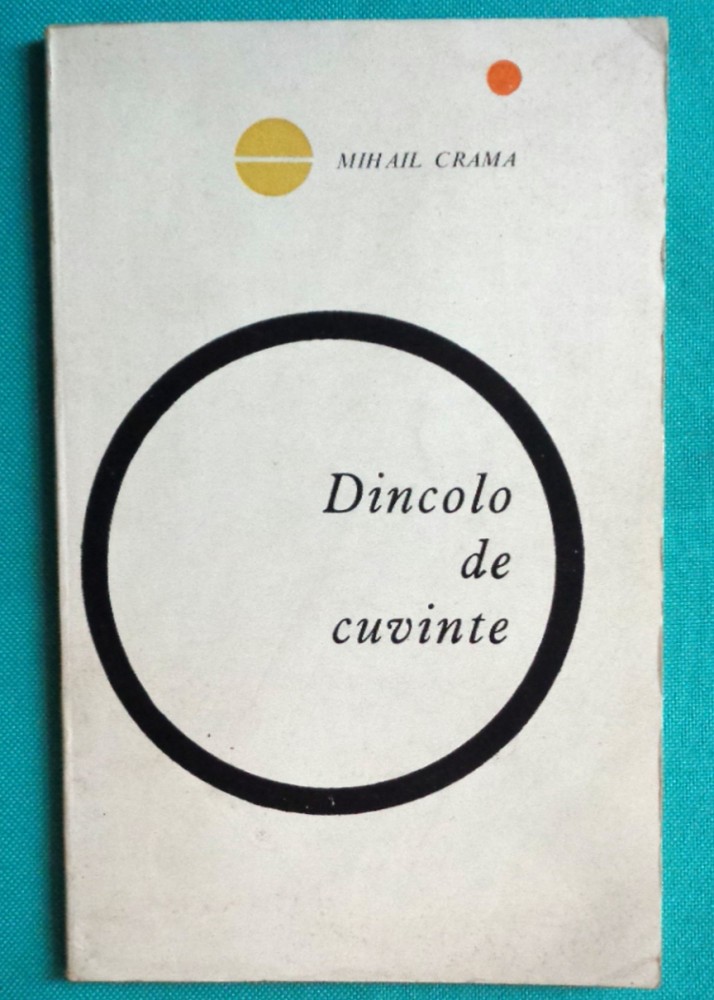 MIHAIL CRAMA
Dincolo
de
cuvinte